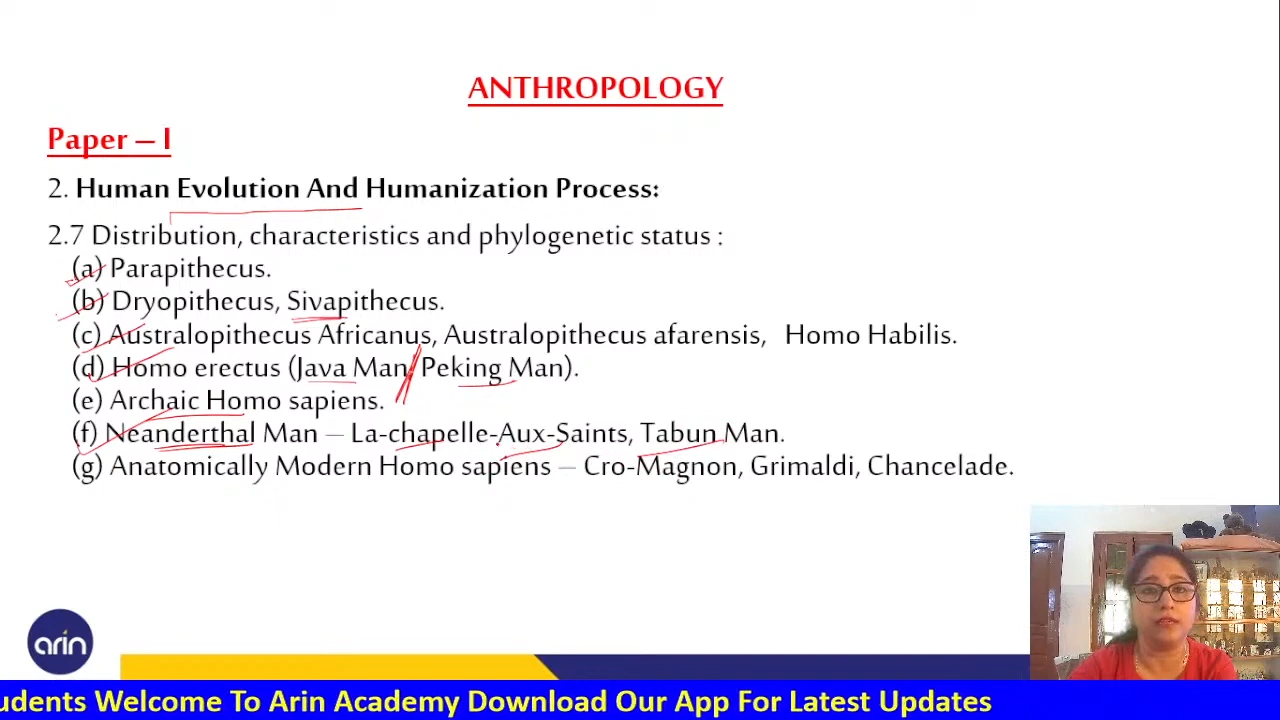 ANTHROPOLOGY
Paper – I
2. Human Evolution And Humanization Process:
2.7 Distribution, characteristics and phylogenetic status :
(a) Parapithecus.
(b) Dryopithecus, Sivapithecus.
(c) Australopithecus Africanus, Australopithecus afarensis, Homo Habilis.
(d) Homo erectus (Java Man/Peking Man).
(e) Archaic Homo sapiens.
(f) Neanderthal Man – La-chapelle-Aux-Saints, Tabun Man.
(g) Anatomically Modern Homo sapiens – Cro-Magnon, Grimaldi, Chancelade.
arin
udents Welcome To Arin Academy Download Our App For Latest Updates